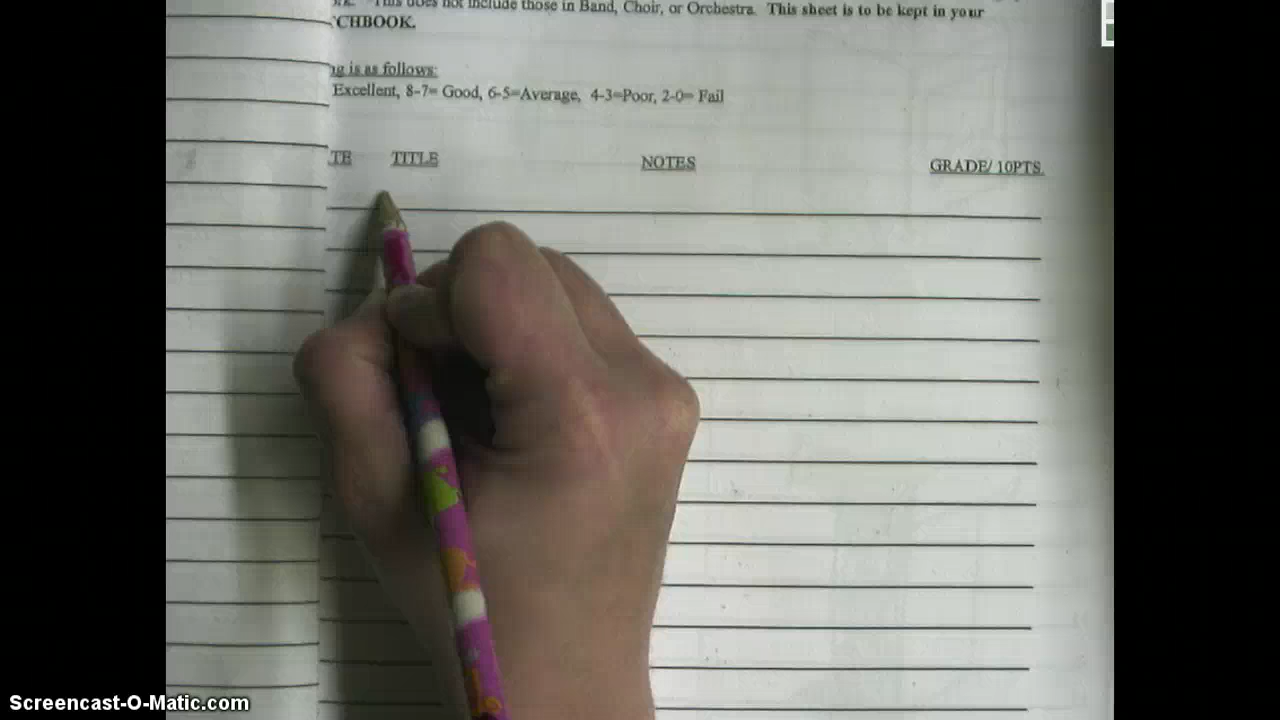 This does not include those in Band, Choir, or Orchestra. This sheet is to be kept in your
CHBOOK.
g is as follows:
Excellent, 8-7= Good, 6-5=Average, 4-3=Poor, 2-0= Fail
TE TITLE NOTES GRADE/ 10PTS.
Screencast-O-Matic.com